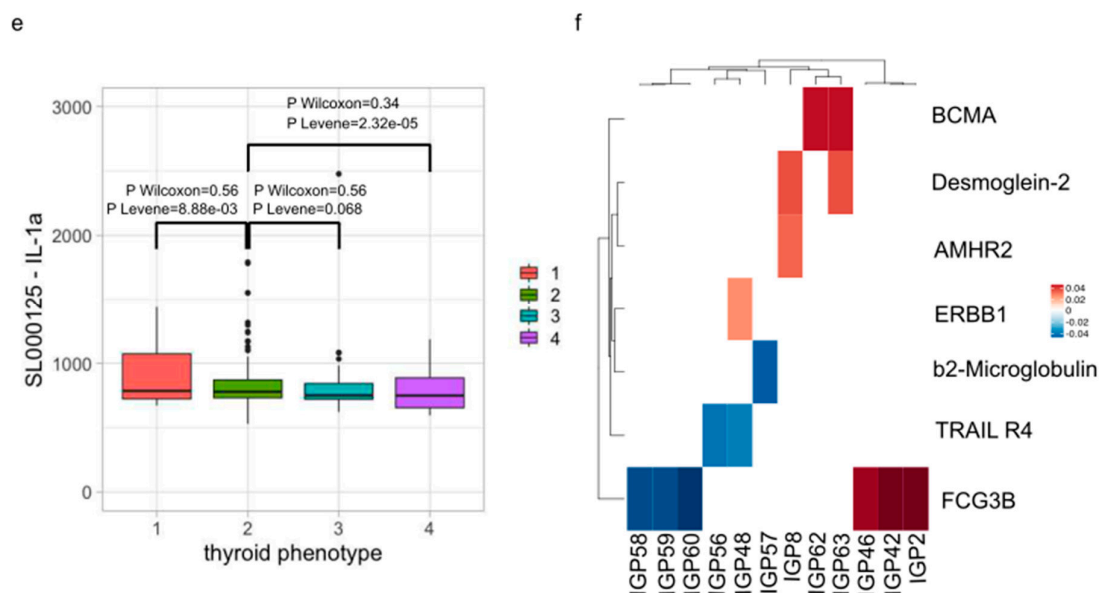 e
P Wilcoxon=0.34
P Levene=2.32e-05
P Wilcoxon=0.56
P Levene=8.88e-03
P Wilcoxon=0.56
P Levene=0.068
SL000125 - IL-1a
3000
2000
1000
0
1
2
3
4
thyroid phenotype
1
2
3
4
f
BCMA
Desmoglein-2
AMHR2
ERBB1
b2-Microglobulin
TRAIL R4
FCG3B
0.04
0.02
0
-0.02
-0.04
IGP58
IGP59
IGP60
IGP56
IGP48
IGP57
IGP8
IGP62
IGP63
IGP46
IGP42
IGP2